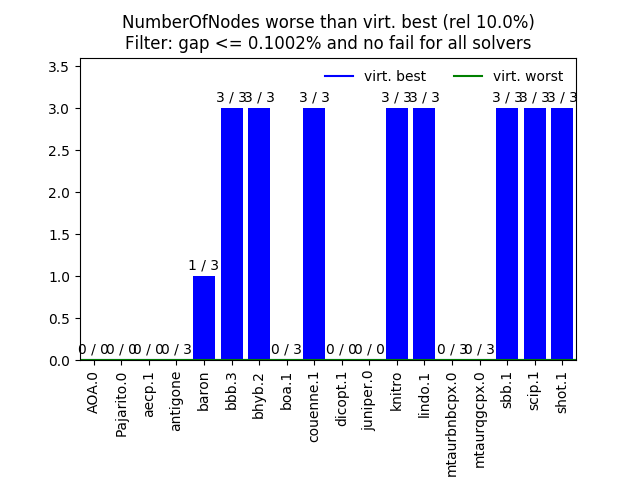 NumberOfNodes worse than virt. best (rel 10.0%)
Filter: gap <= 0.1002% and no fail for all solvers
virt. best
virt. worst
3.5
3.0
2.5
2.0
1.5
1.0
0.5
0.0
0 / 0
0 / 0
0 / 0
0 / 3
1 / 3
3 / 3
3 / 3
0 / 3
3 / 3
0 / 0
0 / 0
3 / 3
3 / 3
0 / 3
0 / 3
3 / 3
3 / 3
3 / 3
AOA.0
Pajarito.0
aecp.1
antigone
baron
bbb.3
bhyb.2
boa.1
couenne.1
dicopt.1
juniper.0
knitro
lindo.1
mtaurbnbcpx.0
mtaurqgcpx.0
sbb.1
scip.1
shot.1